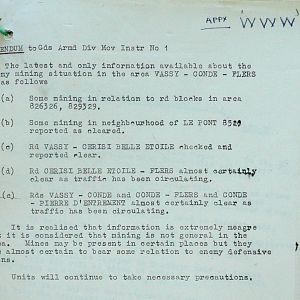 APPX "WWW"
ENDUM to Gds Armd Div Mov Instr No 1
The latest and only information available about the
my mining situation in the area VASSY - CONDE - FLERS
as follows
(a) Some mining in relation to rd blocks in area
826326, 829329.
(b) Some mining in neighbourhood of LE PONT
reported as cleared.
(c) Rd VASSY - CERISI BELLE ETOILE checked and
reported clear.
(d) Rd CERISI BELLE ETOILE - FLERS almost certainly
clear as traffic has been circulating.
(e) Rds VASSY - CONDE and CONDE - FLERS and CONDE
- PIERRE D'ENTREMENT almost certainly clear as
traffic has been circulating.
It is realised that information is extremely meagre
it is considered that mining is not general in the
a. Mines may be present in certain places but they
almost certain to bear some relation to enemy defensive
ns.
Units will continue to take necessary precautions.